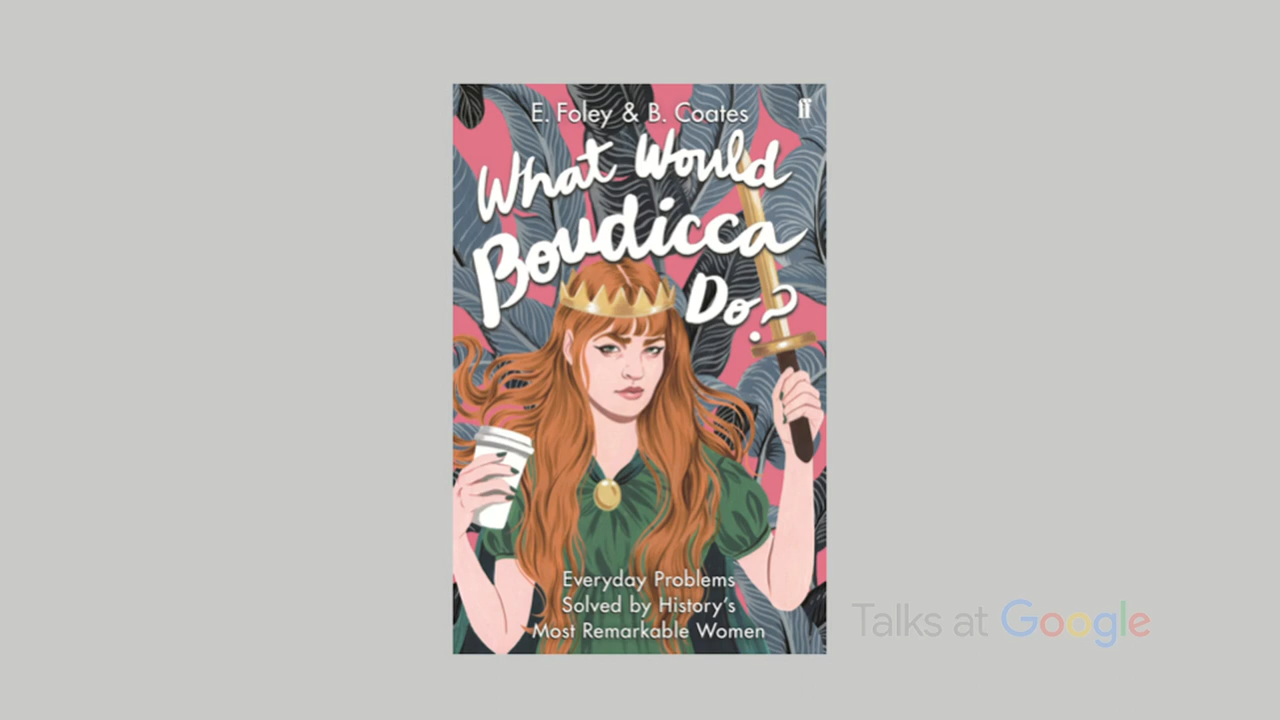 E. Foley & B. Coates
ff
What Would
Boudicca
Do?
Everyday Problems
Solved by History's
Most Remarkable Women
Talks at Google